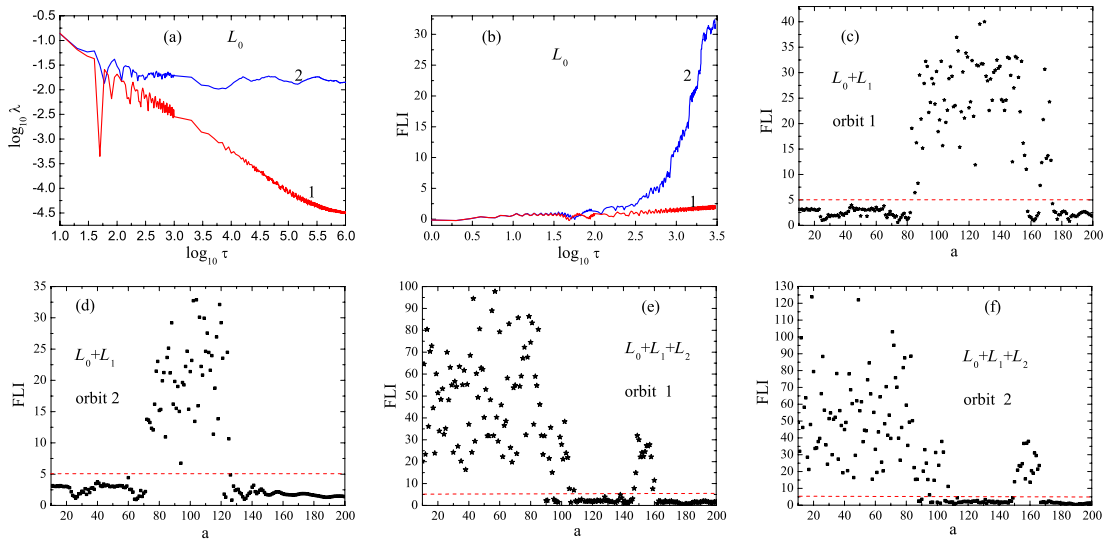 (a) L0
-0.5
-1.0
-1.5
-2.0
-2.5
-3.0
-3.5
-4.0
-4.5
log10 λ
2
1
1.0 1.5 2.0 2.5 3.0 3.5 4.0 4.5 5.0 5.5 6.0
log10 τ
(b)
L0
35
30
25
20
15
10
5
0
FLI
2
1
0.0 0.5 1.0 1.5 2.0 2.5 3.0 3.5
log10 τ
(c)
L0+L1
orbit 1
40
35
30
25
20
15
10
5
0
FLI
20 40 60 80 100 120 140 160 180 200
a
(d)
L0+L1
orbit 2
35
30
25
20
15
10
5
0
FLI
20 40 60 80 100 120 140 160 180 200
a
(e)
L0+L1+L2
orbit 1
100
90
80
70
60
50
40
30
20
10
0
FLI
20 40 60 80 100 120 140 160 180 200
a
(f)
L0+L1+L2
orbit 2
130
120
110
100
90
80
70
60
50
40
30
20
10
0
FLI
20 40 60 80 100 120 140 160 180 200
a